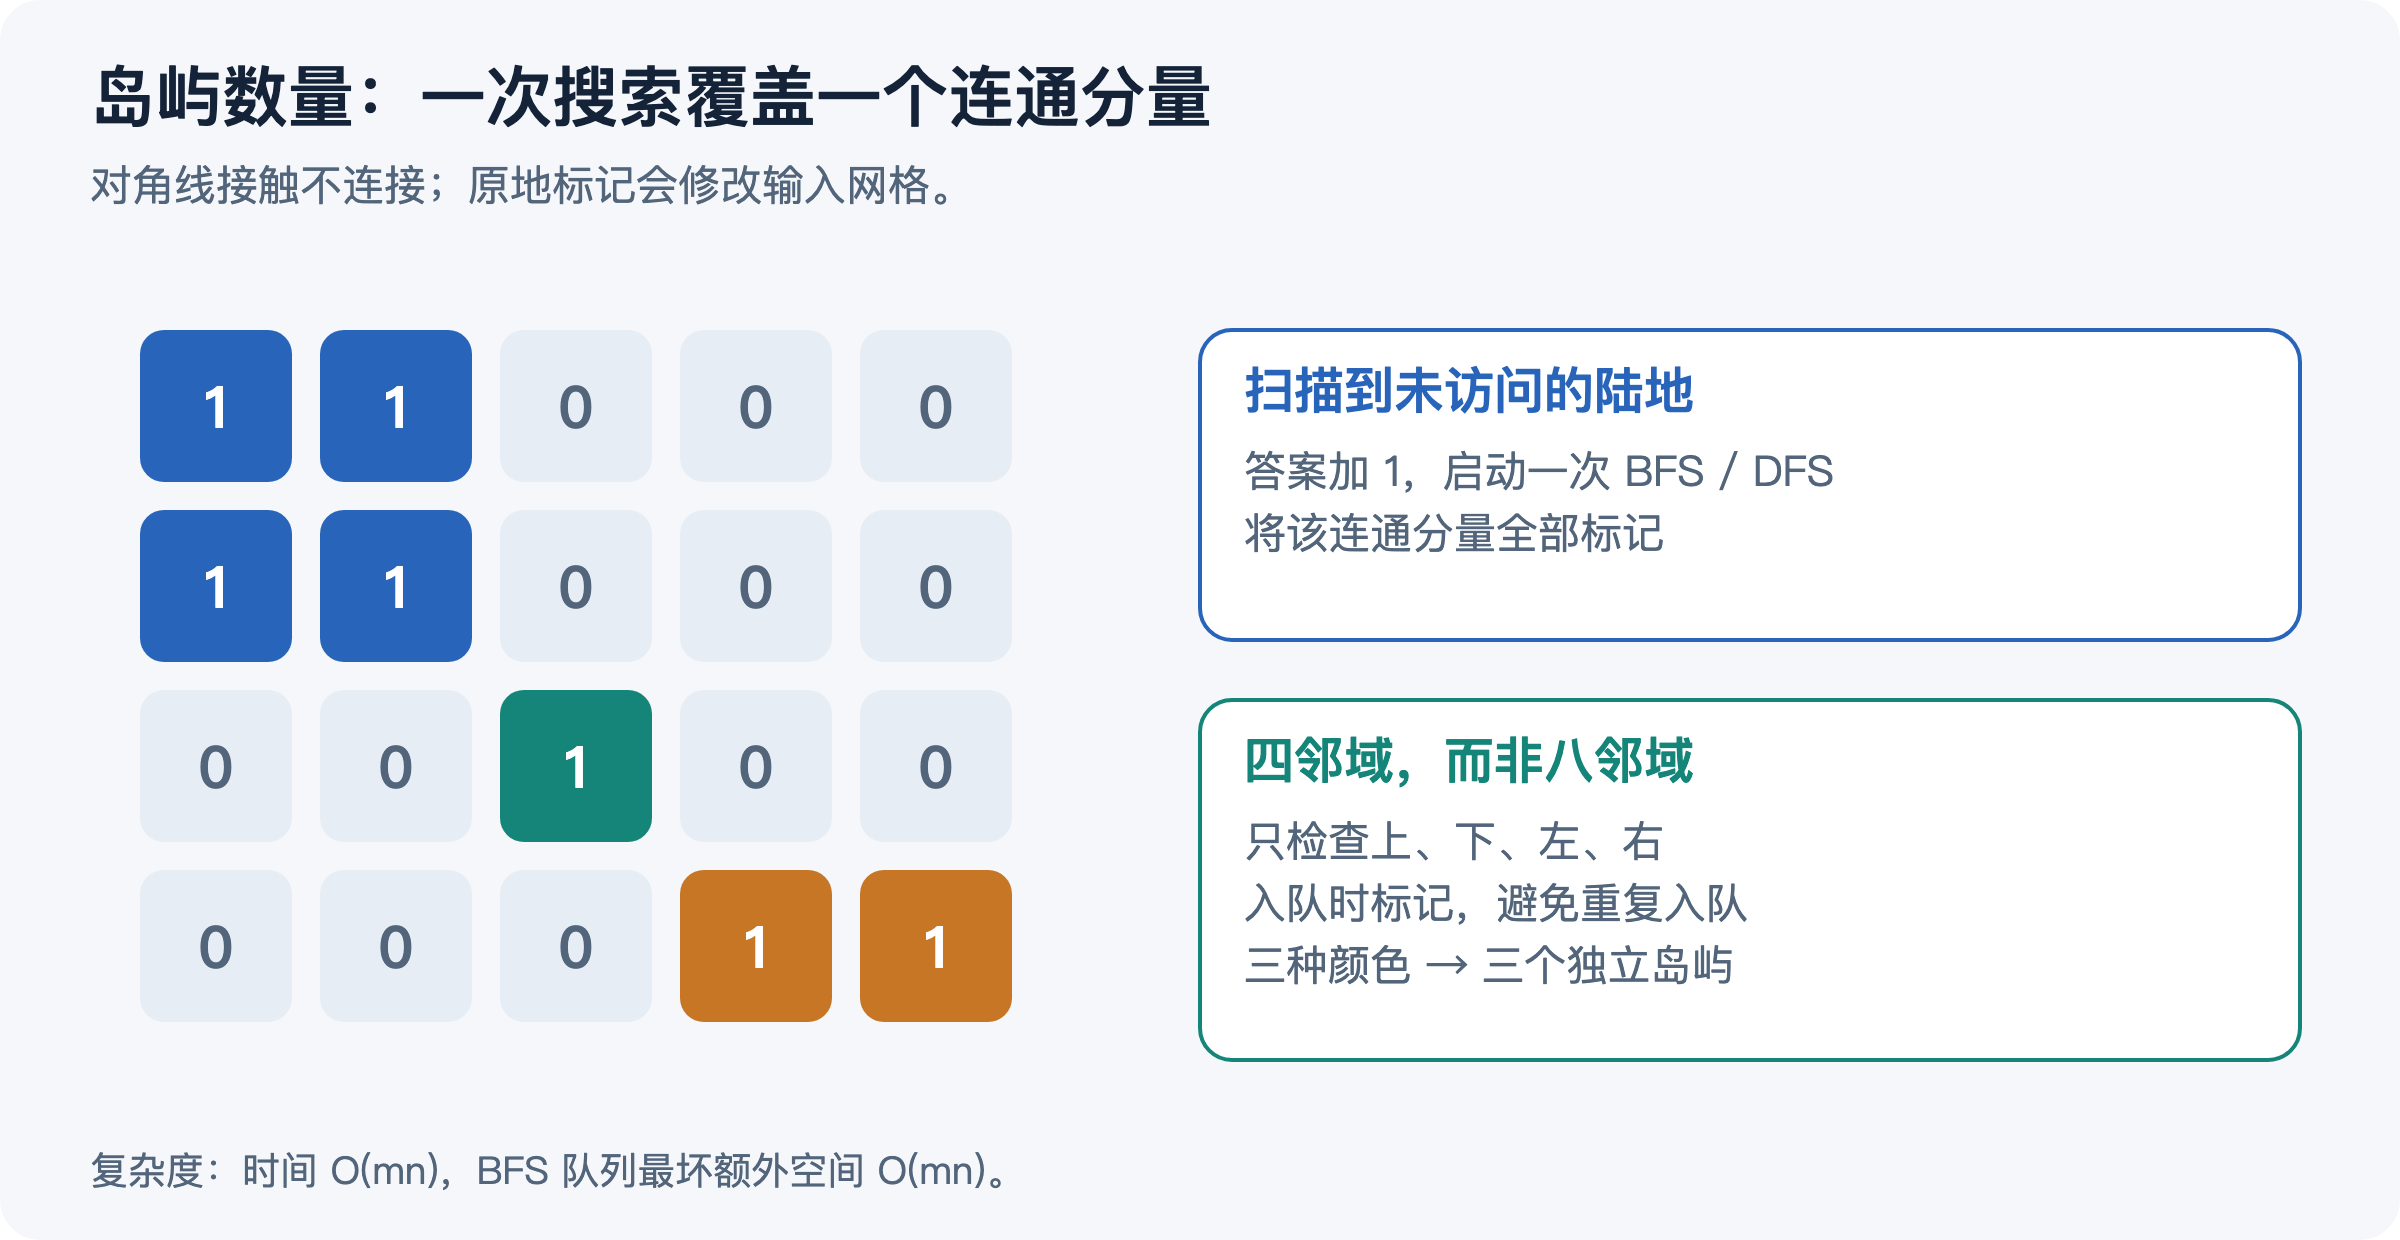 岛屿数量：一次搜索覆盖一个连通分量
对角线接触不连接；原地标记会修改输入网格。
1 1 0 0 0
1 1 0 0 0
0 0 1 0 0
0 0 0 1 1
扫描到未访问的陆地
答案加 1，启动一次 BFS / DFS
将该连通分量全部标记
四邻域，而非八邻域
只检查上、下、左、右
入队时标记，避免重复入队
三种颜色 → 三个独立岛屿
复杂度：时间 O(mn)，BFS 队列最坏额外空间 O(mn)。